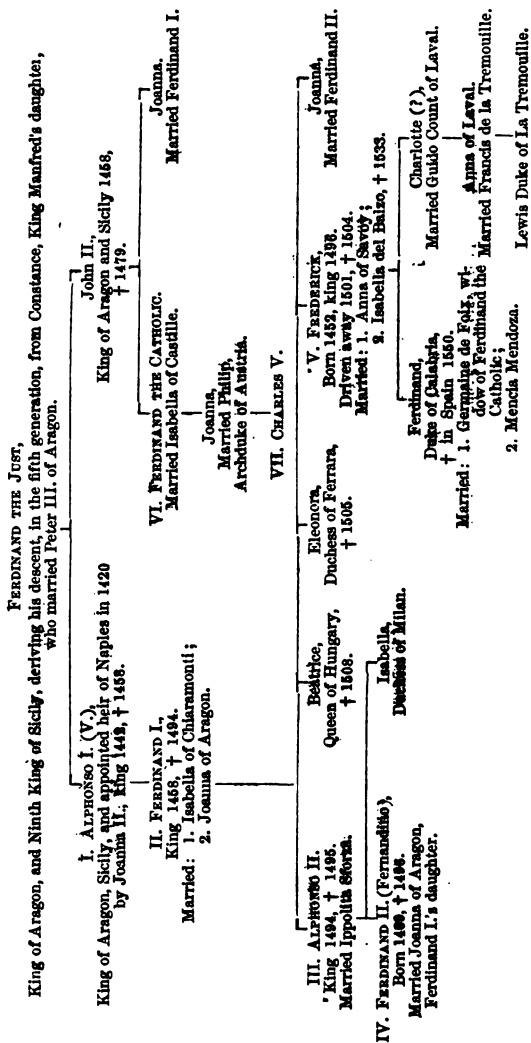 FERDINAND THE JUST,
King of Aragon, and Ninth King of Sicily, deriving his descent, in the fifth generation, from Constance, King Manfred's daughter,
who married Peter III. of Aragon.
I. ALPHONSO I. (V.),
King of Aragon, Sicily, and appointed heir of Naples in 1420
by Joanna II., king 1442, † 1458.
John II.,
King of Aragon and Sicily 1458,
† 1479.
II. FERDINAND I.,
King 1458, † 1494.
Married: 1. Isabella of Chiaramonti;
2. Joanna of Aragon.
VI. FERDINAND THE CATHOLIC.
Married Isabella of Castille.
Joanna.
Married Ferdinand I.
Joanna,
Married Philip,
Archduke of Austria.
VII. CHARLES V.
III. ALPHONSO II.
King 1494, † 1495.
Married Ippolita Sforza.
Beatrice,
Queen of Hungary,
† 1508.
Eleonora,
Duchess of Ferrara,
† 1505.
V. FREDERICK,
Born 1452, king 1496.
Driven away 1501, † 1504.
Married: 1. Anna of Savoy;
2. Isabella del Balzo, † 1533.
Joanna,
Married Ferdinand II.
IV. FERDINAND II. (Fernanditio),
Born † 1496.
Married Joanna of Aragon,
Ferdinand I.'s daughter.
Isabella,
Duchess of Milan.
Ferdinand,
Duke of Calabria,
† in Spain 1550.
Married: 1. Germaine de Foix, wi-
dow of Ferdinand the
Catholic;
2. Mencia Mendoza.
Charlotte (?),
Married Guido Count of Laval.
Anna of Laval.
Married Francis de la Tremouille.
Lewis Duke of La Tremouille.